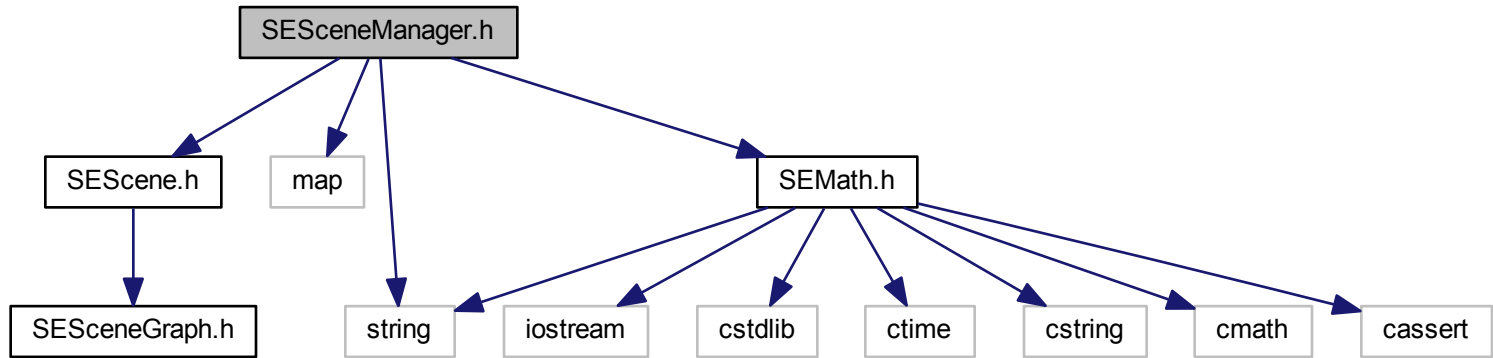 SESceneManager.h
SEScene.h
map
SEMath.h
SESceneGraph.h
string
iostream
cstdlib
ctime
cstring
cmath
cassert